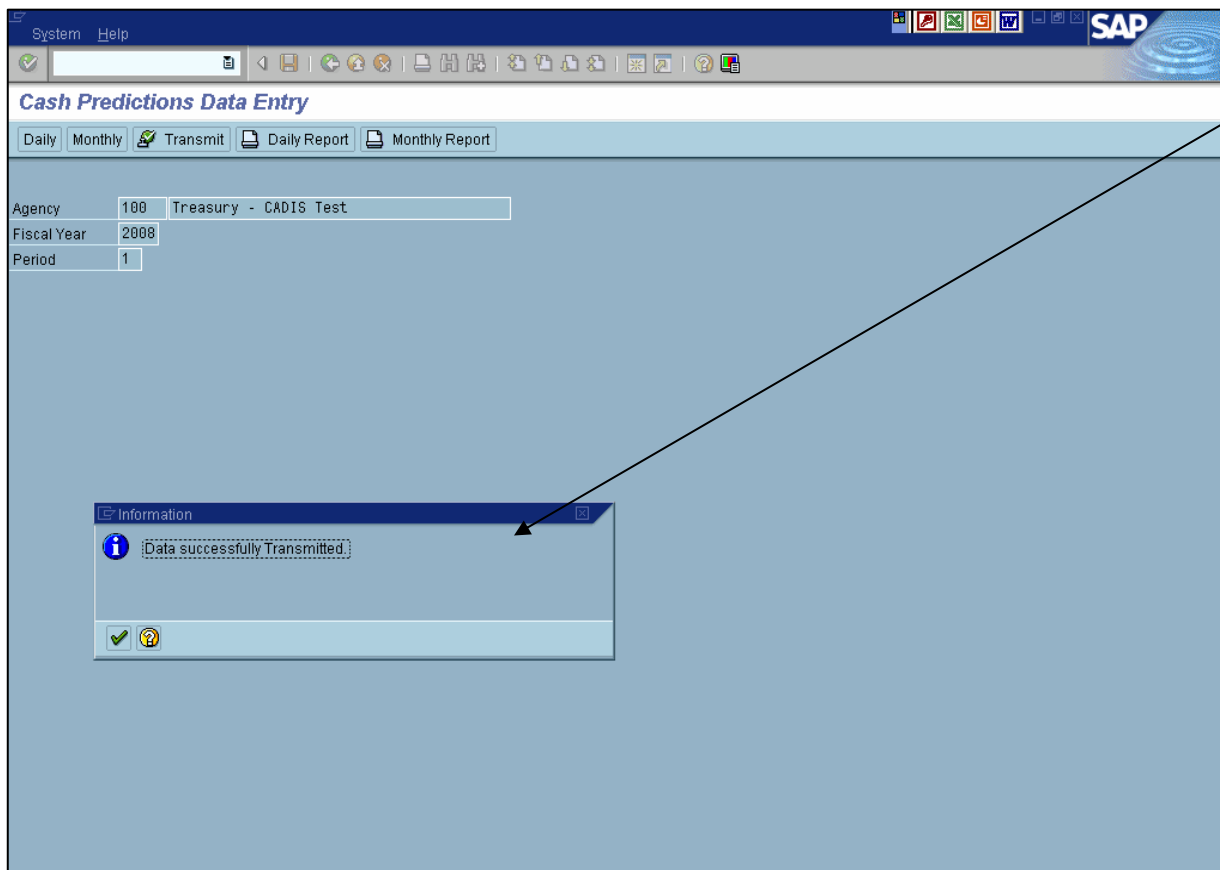 System Help
SAP
Cash Predictions Data Entry
Daily Monthly Transmit Daily Report Monthly Report
Agency 100 Treasury - CADIS Test
Fiscal Year 2008
Period 1
Information
Data successfully Transmitted.